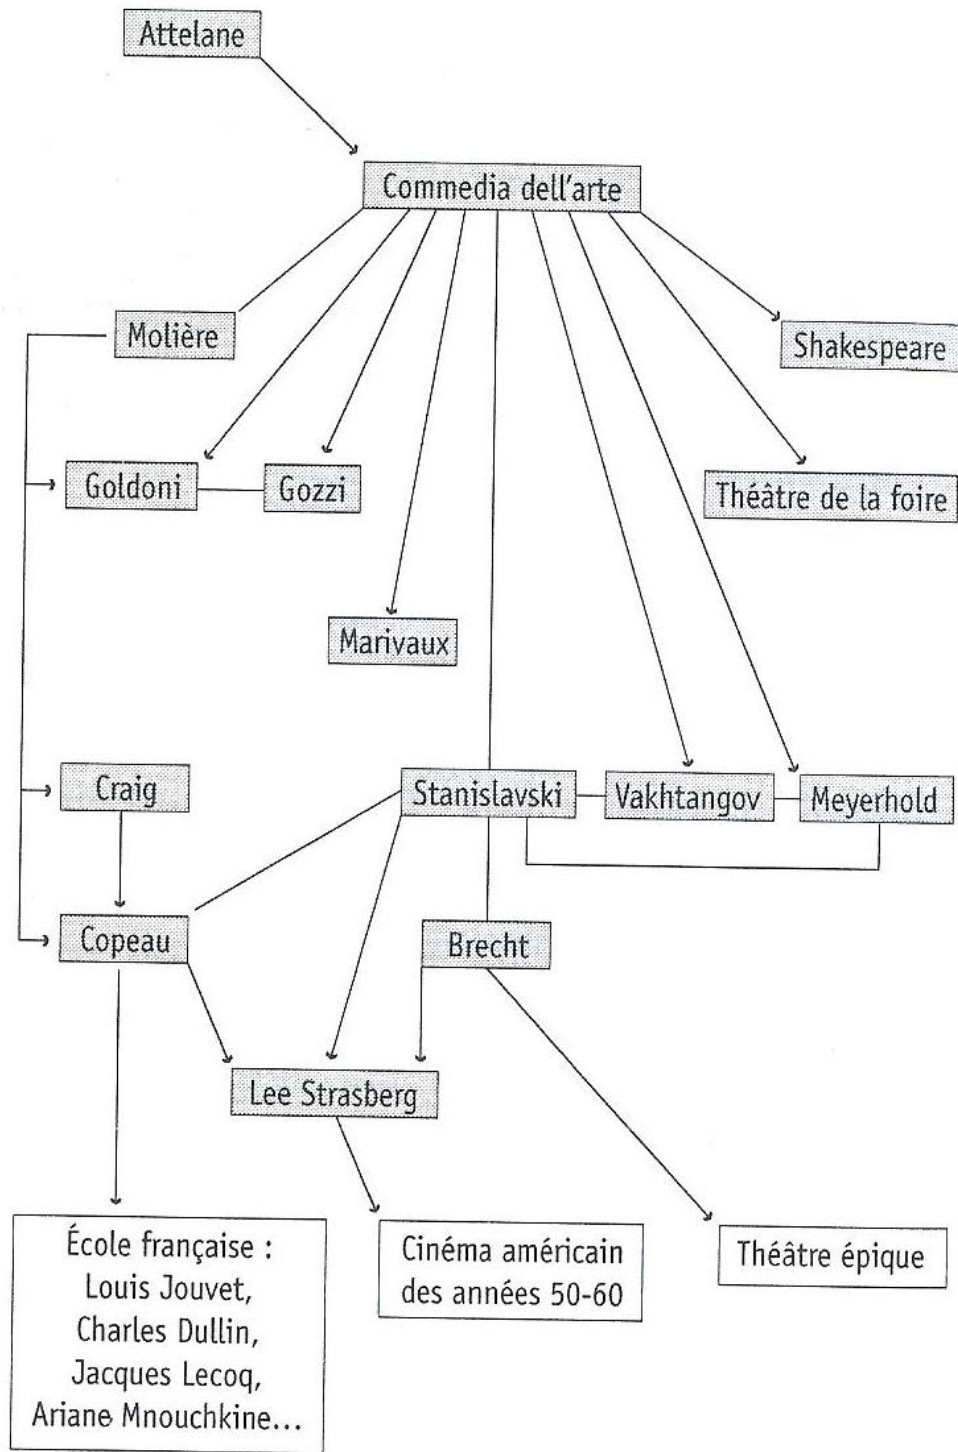 Attelane
Commedia dell'arte
Molière
Shakespeare
Goldoni
Gozzi
Théâtre de la foire
Marivaux
Craig
Stanislavski
Vakhtangov
Meyerhold
Copeau
Brecht
Lee Strasberg
École française :
Louis Jouvet,
Charles Dullin,
Jacques Lecoq,
Ariane Mnouchkine...
Cinéma américain
des années 50-60
Théâtre épique